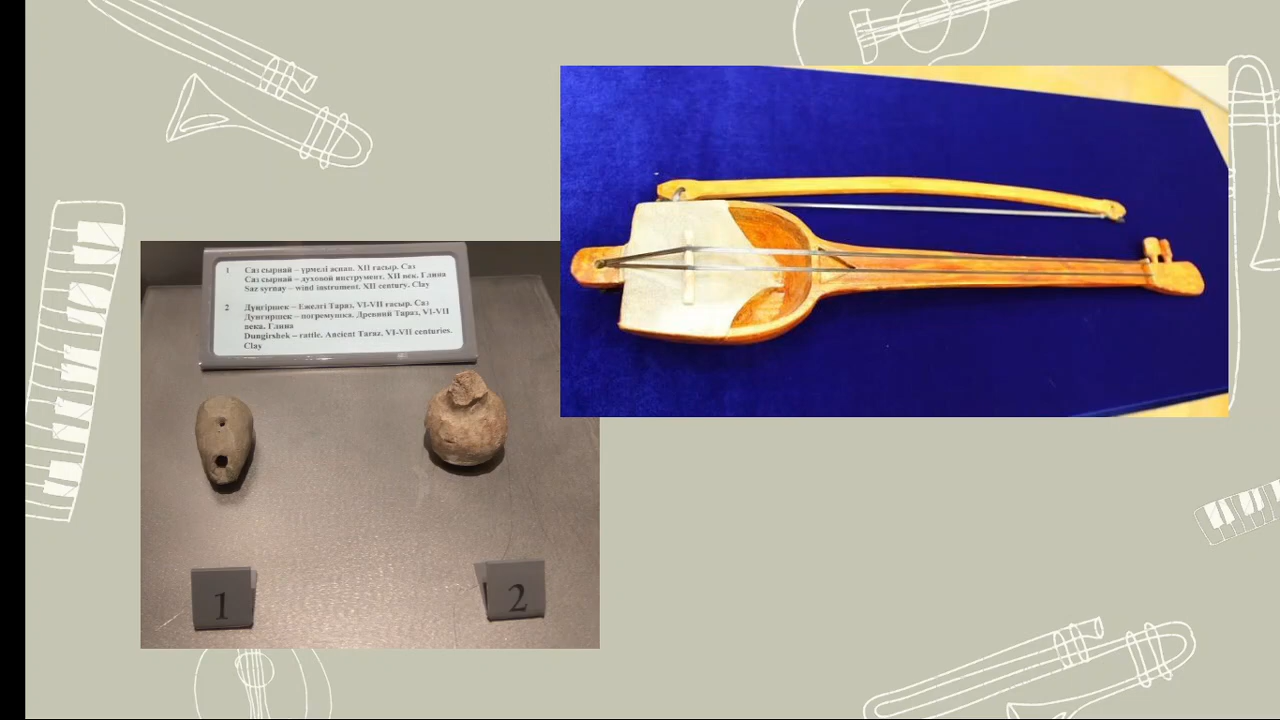 1 Саз сырнай – үрмелі аспап. XII ғасыр. Саз
Саз сырнай – духовой инструмент. XII век. Глина
Saz syrnay – wind instrument. XII century. Clay
2 Дүңгіршек – Ежелгі Тараз. VI-VII ғасыр. Саз
Дунгиршек – погремушка. Древний Тараз, VI-VII
века. Глина
Dungirshek – rattle. Ancient Taraz. VI-VII centuries.
Clay
1
2